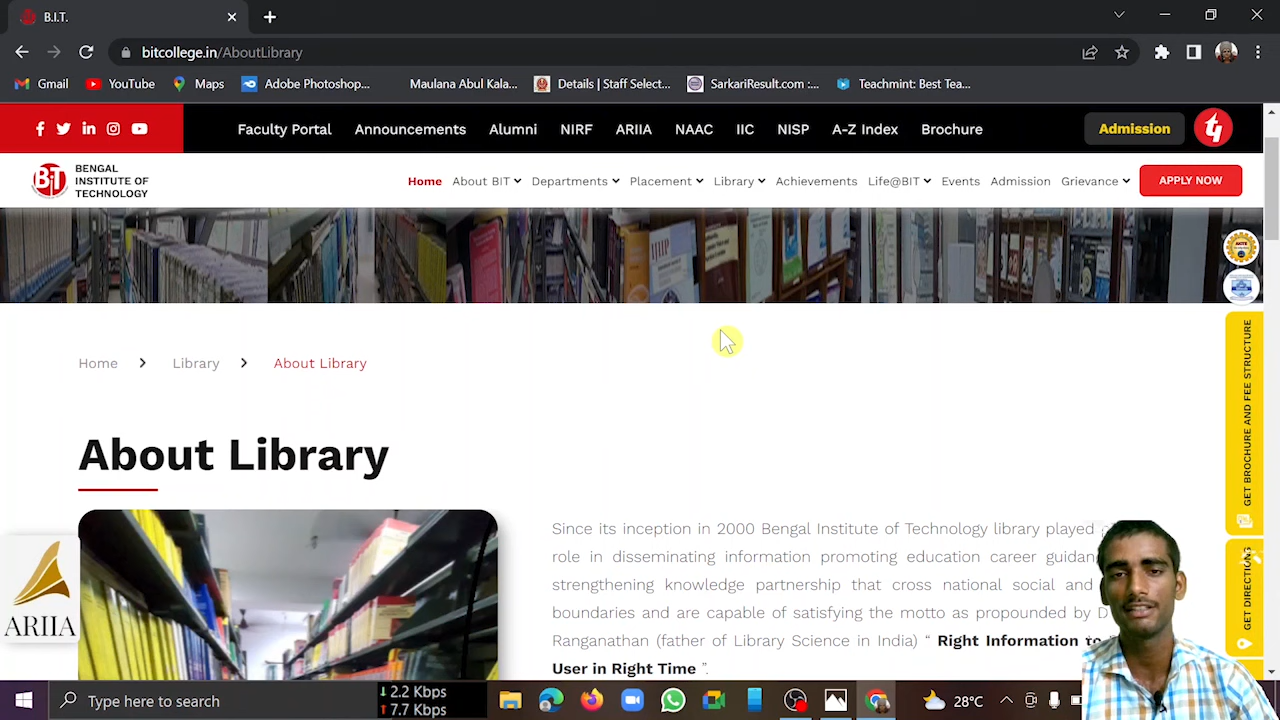 B.I.T.
bitcollege.in/AboutLibrary
Gmail YouTube Maps Adobe Photoshop... Maulana Abul Kala... Details | Staff Select... SarkariResult.com :... Techmint: Best Tea...
Faculty Portal Announcements Alumni NIRF ARIIA NAAC IIC NSP A-Z Index Brochure Admission
BiT BENGAL
INSTITUTE OF
TECHNOLOGY
Home About BIT Departments Placement Library Achievements Life@BIT Events Admission Grievance APPLY NOW
Home Library About Library
About Library
Since its inception in 2000 Bengal Institute of Technology library played
role in disseminating information promoting education career
strengthening knowledge partnership that cross national social and
boundaries and are capable of satisfying the motto as propounded by
Ranganathan (father of Library Science in India) “ Right Information to
User in Right Time ”.
ARIIA
GET BROCHURE AND FEE STRUCTURE
GET DIRECTIONS
Type here to search
2.2 Kbps
7.7 Kbps
28°C